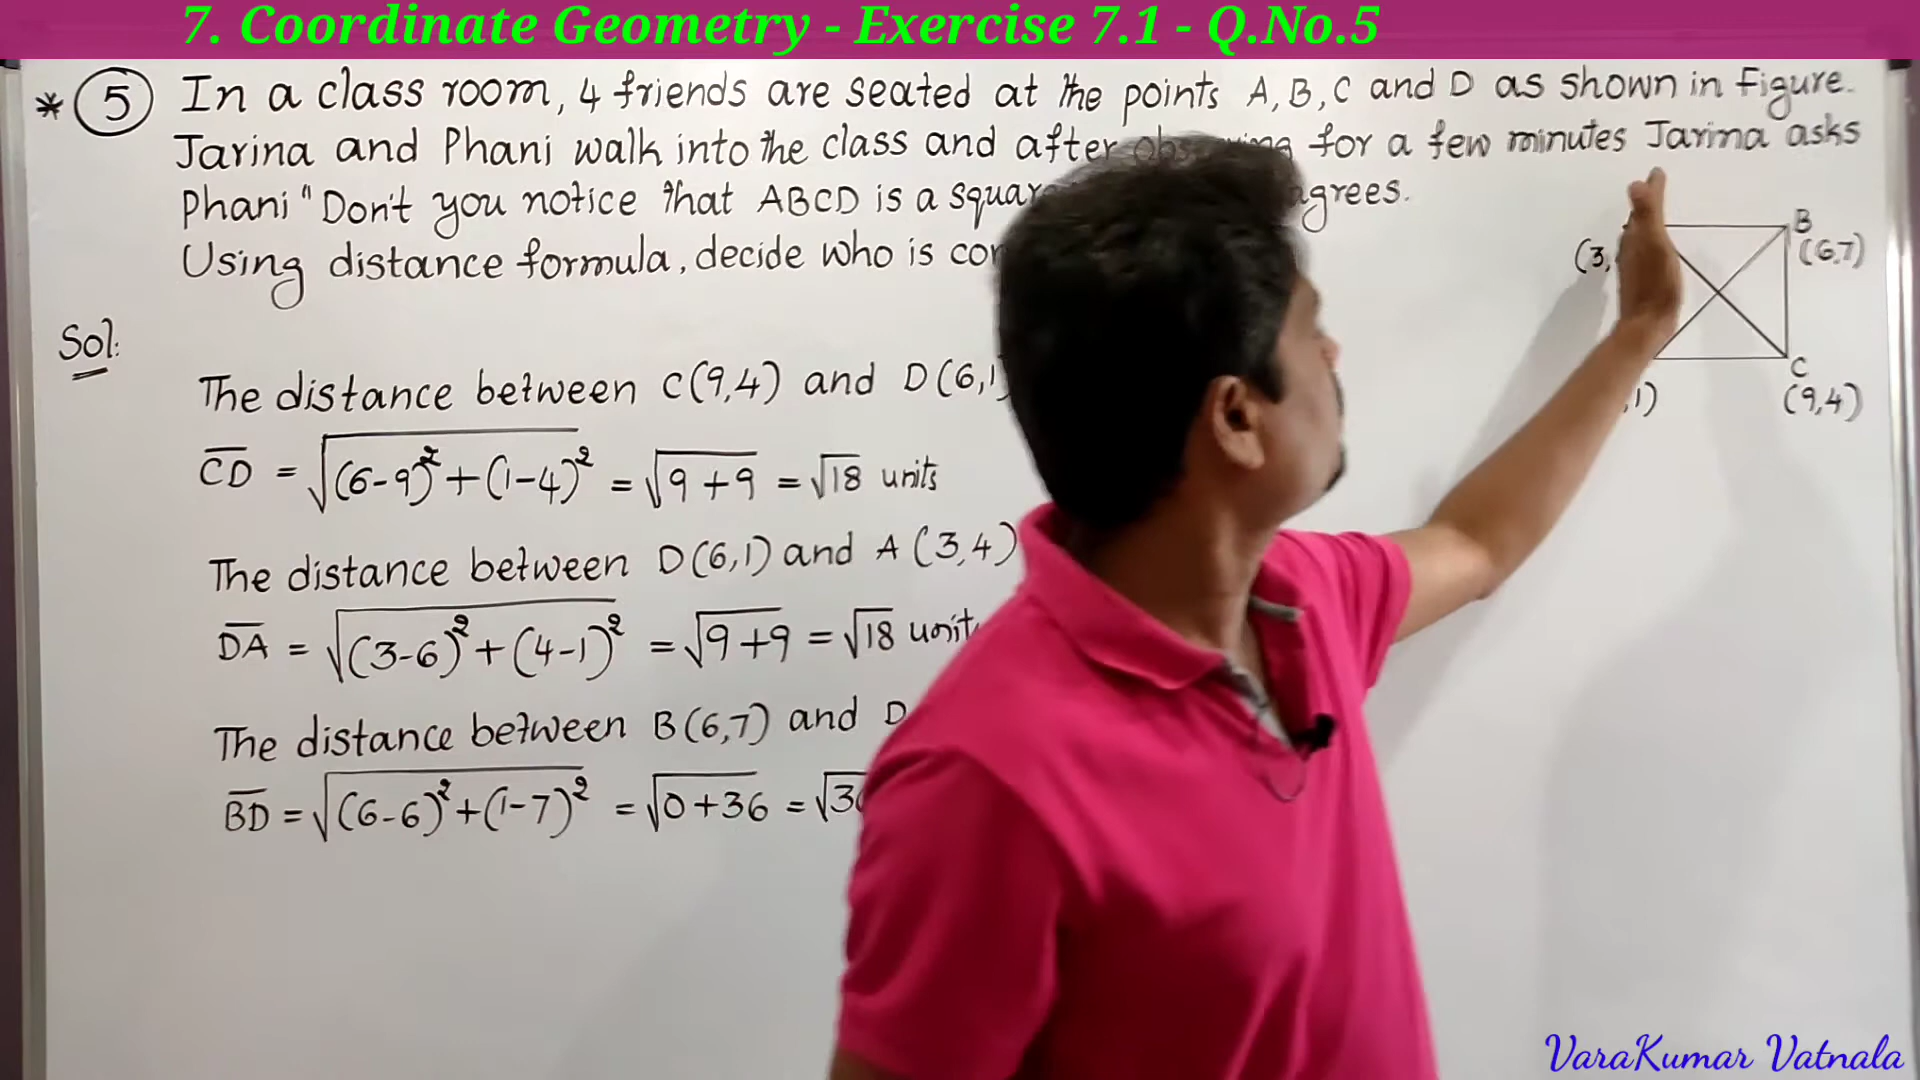 7. Coordinate Geometry - Exercise 7.1 - Q.No.5
* 5 In a class room, 4 friends are seated at the points A, B, C and D as shown in figure.
Jarina and Phani walk into the class and after for a few minutes Jarina asks
Phani "Don't you notice that ABCD is a agrees.
Using distance formula, decide who is
B
(6,7)
(3,
C
,1)
(9,4)
Sol:
The distance between C(9,4) and D(6,1
CD = √(6-9)²+(1-4)² = √9+9 = √18 units
The distance between D(6,1) and A(3,4)
DA = √(3-6)²+(4-1)² = √9+9 = √18 unit
The distance between B(6,7) and D
BD = √(6-6)²+(1-7)² = √0+36 =
VaraKumar Vatnala